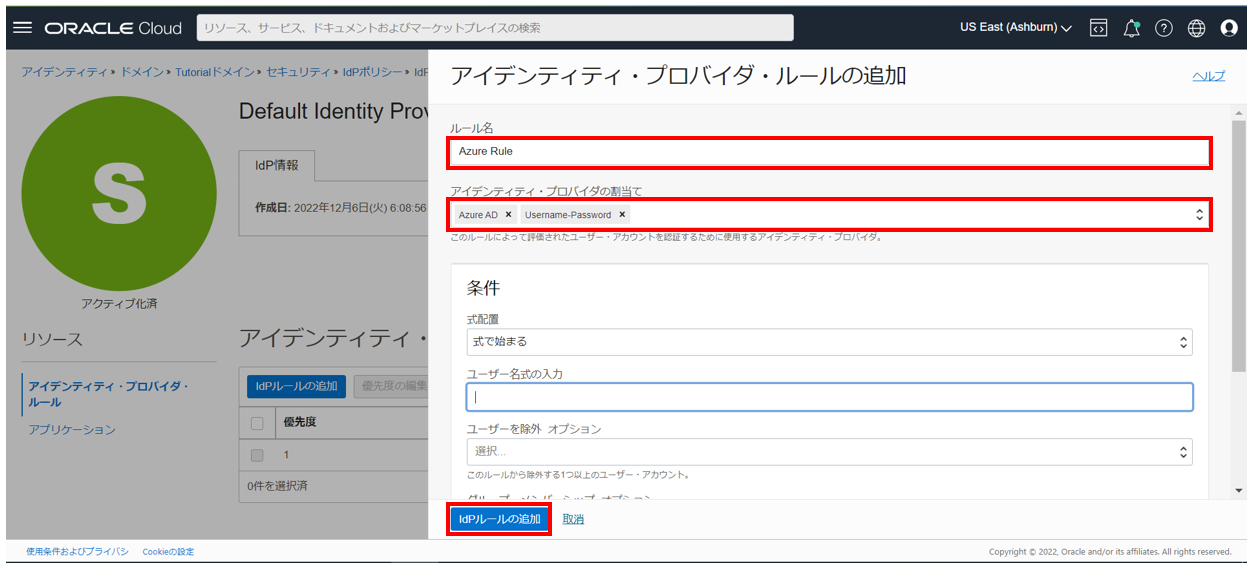 ORACLE Cloud
リソース、サービス、ドキュメントおよびマーケットプレイスの検索
US East (Ashburn)
アイデンティティ » ドメイン » Tutorialドメイン » セキュリティ » IdPポリシー » IdP
アイデンティティ・プロバイダ・ルールの追加
ヘルプ
S
アクティブ化済
Default Identity Prov
IdP情報
作成日: 2022年12月6日(火) 6:08:56
リソース
アイデンティティ・プロバイダ・
ルール
アプリケーション
アイデンティティ・
IdPルールの追加
優先度の編集
優先度
1
0件を選択済
ルール名
Azure Rule
アイデンティティ・プロバイダの割当て
Azure AD × Username-Password ×
このルールによって評価されたユーザー・アカウントを認証するために使用するアイデンティティ・プロバイダ。
条件
式配置
式で始まる
ユーザー名式の入力
ユーザーを除外 オプション
選択...
このルールから除外する1つ以上のユーザー・アカウント。
グループ・メンバーシップ オプション
IdPルールの追加
取消
使用条件およびプライバシ
Cookieの設定
Copyright © 2022, Oracle and/or its affiliates. All rights reserved.